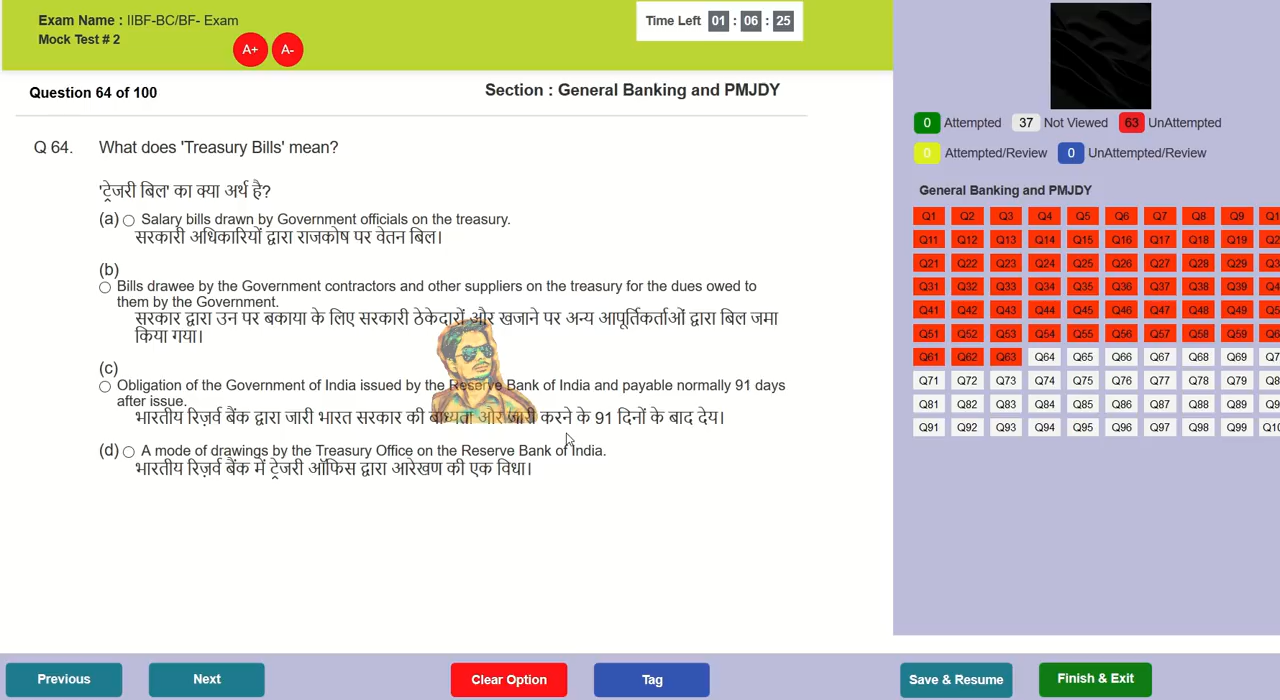 Exam Name : IIBF-BC/BF- Exam
Mock Test # 2
A+ A-
Time Left 01 : 06 : 25
Question 64 of 100
Section : General Banking and PMJDY
Q 64. What does 'Treasury Bills' mean?
'ट्रेजरी बिल' का क्या अर्थ है?
(a) Salary bills drawn by Government officials on the treasury.
सरकारी अधिकारियों द्वारा राजकोष पर वेतन बिल।
(b)
Bills drawee by the Government contractors and other suppliers on the treasury for the dues owed to
them by the Government.
सरकार द्वारा उन पर बकाया के लिए सरकारी ठेकेदारों और खजाने पर अन्य आपूर्तिकर्ताओं द्वारा बिल जमा
किया गया।
(c)
Obligation of the Government of India issued by the Reserve Bank of India and payable normally 91 days
after issue.
भारतीय रिज़र्व बैंक द्वारा जारी भारत सरकार की बाध्यता और जारी करने के 91 दिनों के बाद देय।
(d) A mode of drawings by the Treasury Office on the Reserve Bank of India.
भारतीय रिज़र्व बैंक में ट्रेजरी ऑफिस द्वारा आरेखण की एक विधा।
0 Attempted 37 Not Viewed 63 UnAttempted
0 Attempted/Review 0 UnAttempted/Review
General Banking and PMJDY
Q1 Q2 Q3 Q4 Q5 Q6 Q7 Q8 Q9
Q11 Q12 Q13 Q14 Q15 Q16 Q17 Q18 Q19
Q21 Q22 Q23 Q24 Q25 Q26 Q27 Q28 Q29
Q31 Q32 Q33 Q34 Q35 Q36 Q37 Q38 Q39
Q41 Q42 Q43 Q44 Q45 Q46 Q47 Q48 Q49
Q51 Q52 Q53 Q54 Q55 Q56 Q57 Q58 Q59
Q61 Q62 Q63 Q64 Q65 Q66 Q67 Q68 Q69
Q71 Q72 Q73 Q74 Q75 Q76 Q77 Q78 Q79
Q81 Q82 Q83 Q84 Q85 Q86 Q87 Q88 Q89
Q91 Q92 Q93 Q94 Q95 Q96 Q97 Q98 Q99
Previous Next Clear Option Tag Save & Resume Finish & Exit